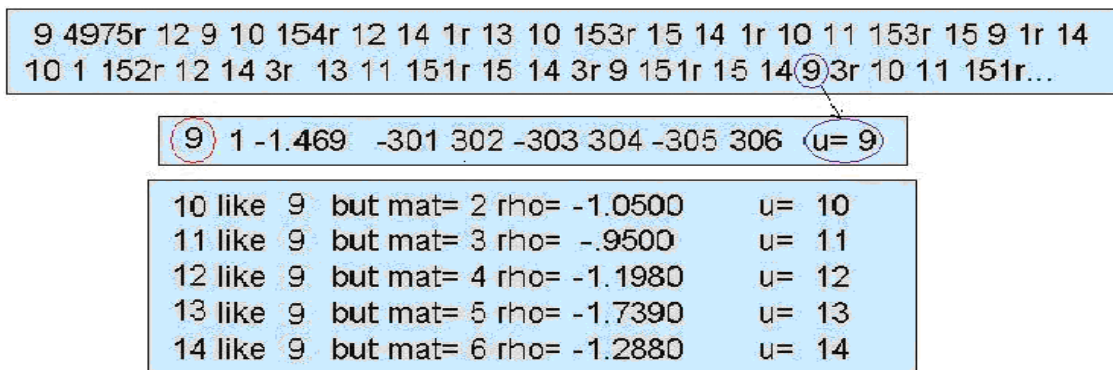 9 4975r 12 9 10 154r 12 14 1r 13 10 153r 15 14 1r 10 11 153r 15 9 1r 14
10 1 152r 12 14 3r 13 11 151r 15 14 3r 9 151r 15 14 9 3r 10 11 151r...
9 1 -1.469 -301 302 -303 304 -305 306 u= 9
10 like 9 but mat= 2 rho= -1.0500 u= 10
11 like 9 but mat= 3 rho= -.9500 u= 11
12 like 9 but mat= 4 rho= -1.1980 u= 12
13 like 9 but mat= 5 rho= -1.7390 u= 13
14 like 9 but mat= 6 rho= -1.2880 u= 14